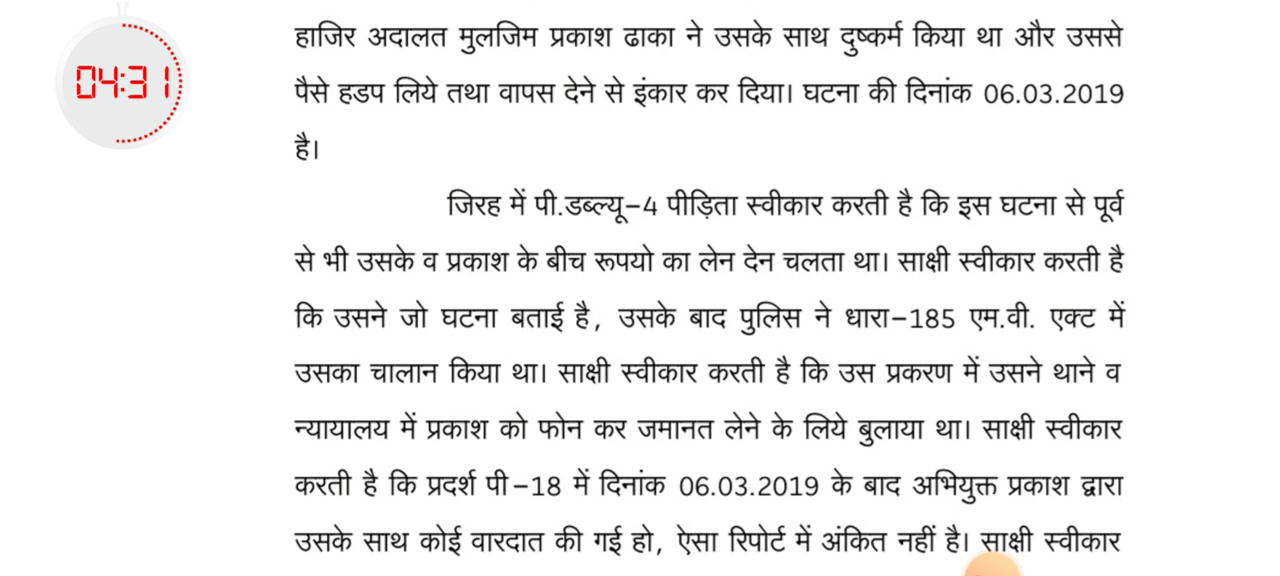 04:31
हाजिर अदालत मुलजिम प्रकाश ढाका ने उसके साथ दुष्कर्म किया था और उससे
पैसे हडप लिये तथा वापस देने से इंकार कर दिया। घटना की दिनांक 06.03.2019
है।
जिरह में पी.डब्ल्यू–4 पीड़िता स्वीकार करती है कि इस घटना से पूर्व
से भी उसके व प्रकाश के बीच रूपयो का लेन देन चलता था। साक्षी स्वीकार करती है
कि उसने जो घटना बताई है, उसके बाद पुलिस ने धारा–185 एम.वी. एक्ट में
उसका चालान किया था। साक्षी स्वीकार करती है कि उस प्रकरण में उसने थाने व
न्यायालय में प्रकाश को फोन कर जमानत लेने के लिये बुलाया था। साक्षी स्वीकार
करती है कि प्रदर्श पी–18 में दिनांक 06.03.2019 के बाद अभियुक्त प्रकाश द्वारा
उसके साथ कोई वारदात की गई हो, ऐसा रिपोर्ट में अंकित नहीं है। साक्षी स्वीकार